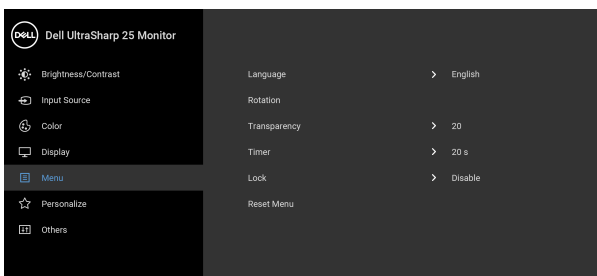 DELL Dell UltraSharp 25 Monitor
Brightness/Contrast
Language > English
Input Source
Rotation
Color
Transparency > 20
Display
Timer > 20 s
Menu
Lock > Disable
Personalize
Reset Menu
Others